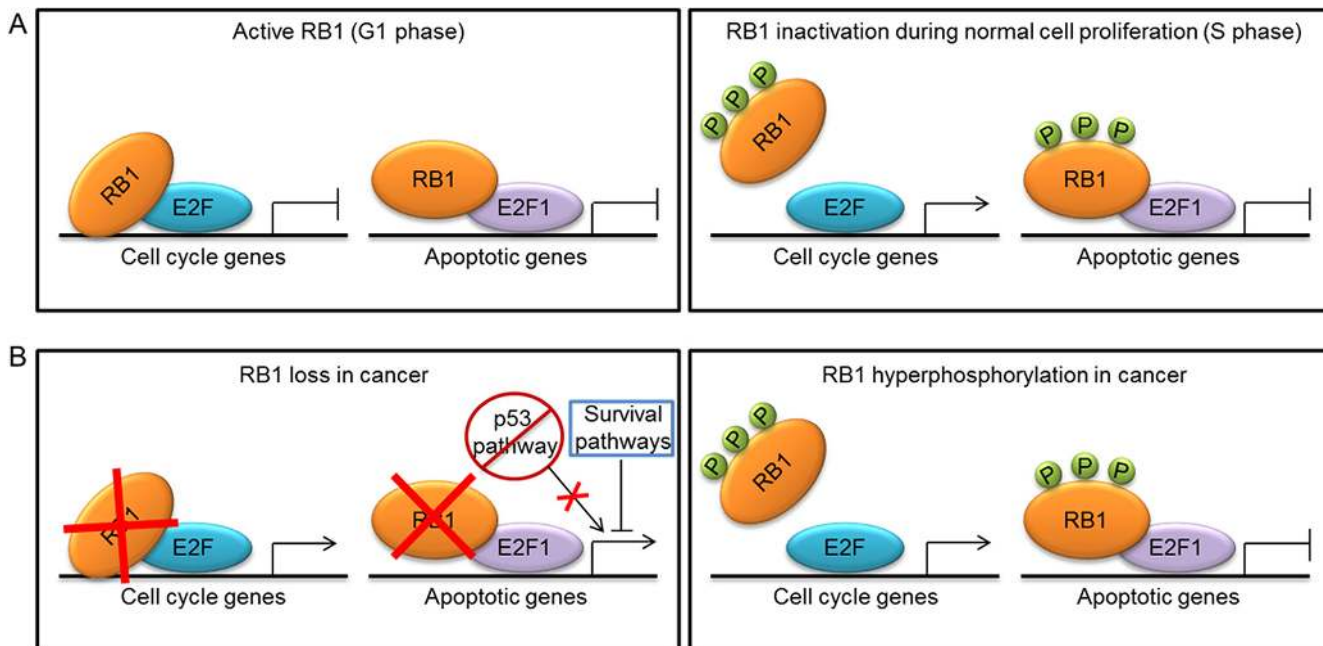 A
Active RB1 (G1 phase)
RB1
E2F
Cell cycle genes
RB1
E2F1
Apoptotic genes
RB1 inactivation during normal cell proliferation (S phase)
P P P
RB1
E2F
Cell cycle genes
P P P
RB1
E2F1
Apoptotic genes
B
RB1 loss in cancer
RB1
E2F
Cell cycle genes
p53
pathway
Survival
pathways
RB1
E2F1
Apoptotic genes
RB1 hyperphosphorylation in cancer
P P P
RB1
E2F
Cell cycle genes
P P P
RB1
E2F1
Apoptotic genes